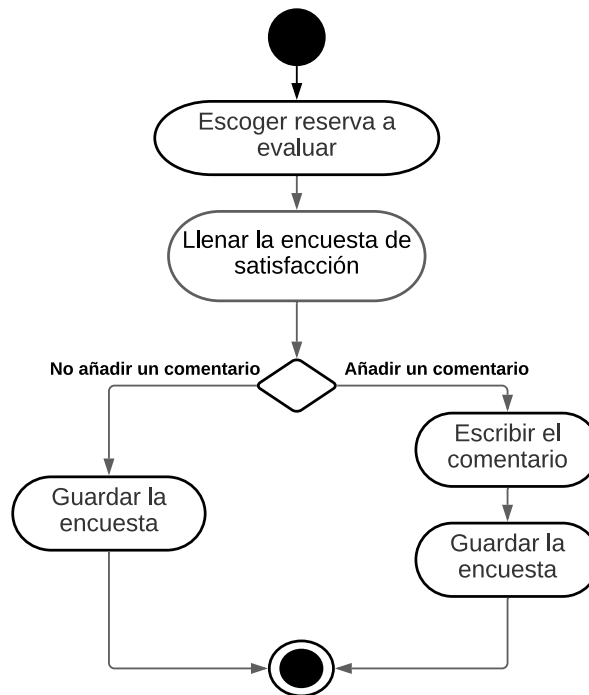 Escoger reserva a
evaluar
Llenar la encuesta de
satisfacción
No añadir un comentario
Añadir un comentario
Escribir el
comentario
Guardar la
encuesta
Guardar la
encuesta